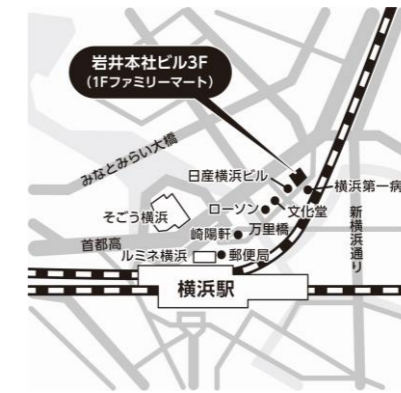 岩井本社ビル3F
(1Fファミリーマート)
みなとみらい大橋
日産横浜ビル
横浜第一病
ローソン
文化堂
そごう横浜
万里橋
崎陽軒
新横浜通り
首都高
ルミネ横浜
郵便局
横浜駅